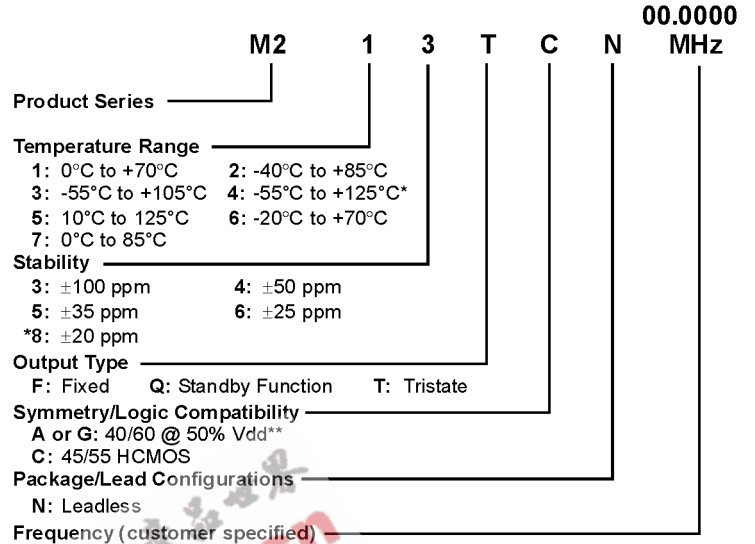 00.0000
M2 1 3 T C N MHz
Product Series
Temperature Range
1: 0°C to +70°C 2: -40°C to +85°C
3: -55°C to +105°C 4: -55°C to +125°C*
5: 10°C to 125°C 6: -20°C to +70°C
7: 0°C to 85°C
Stability
3: ±100 ppm 4: ±50 ppm
5: ±35 ppm 6: ±25 ppm
*8: ±20 ppm
Output Type
F: Fixed Q: Standby Function T: Tristate
Symmetry/Logic Compatibility
A or G: 40/60 @ 50% Vdd**
C: 45/55 HCMOS
Package/Lead Configurations
N: Leadless
Frequency (customer specified)